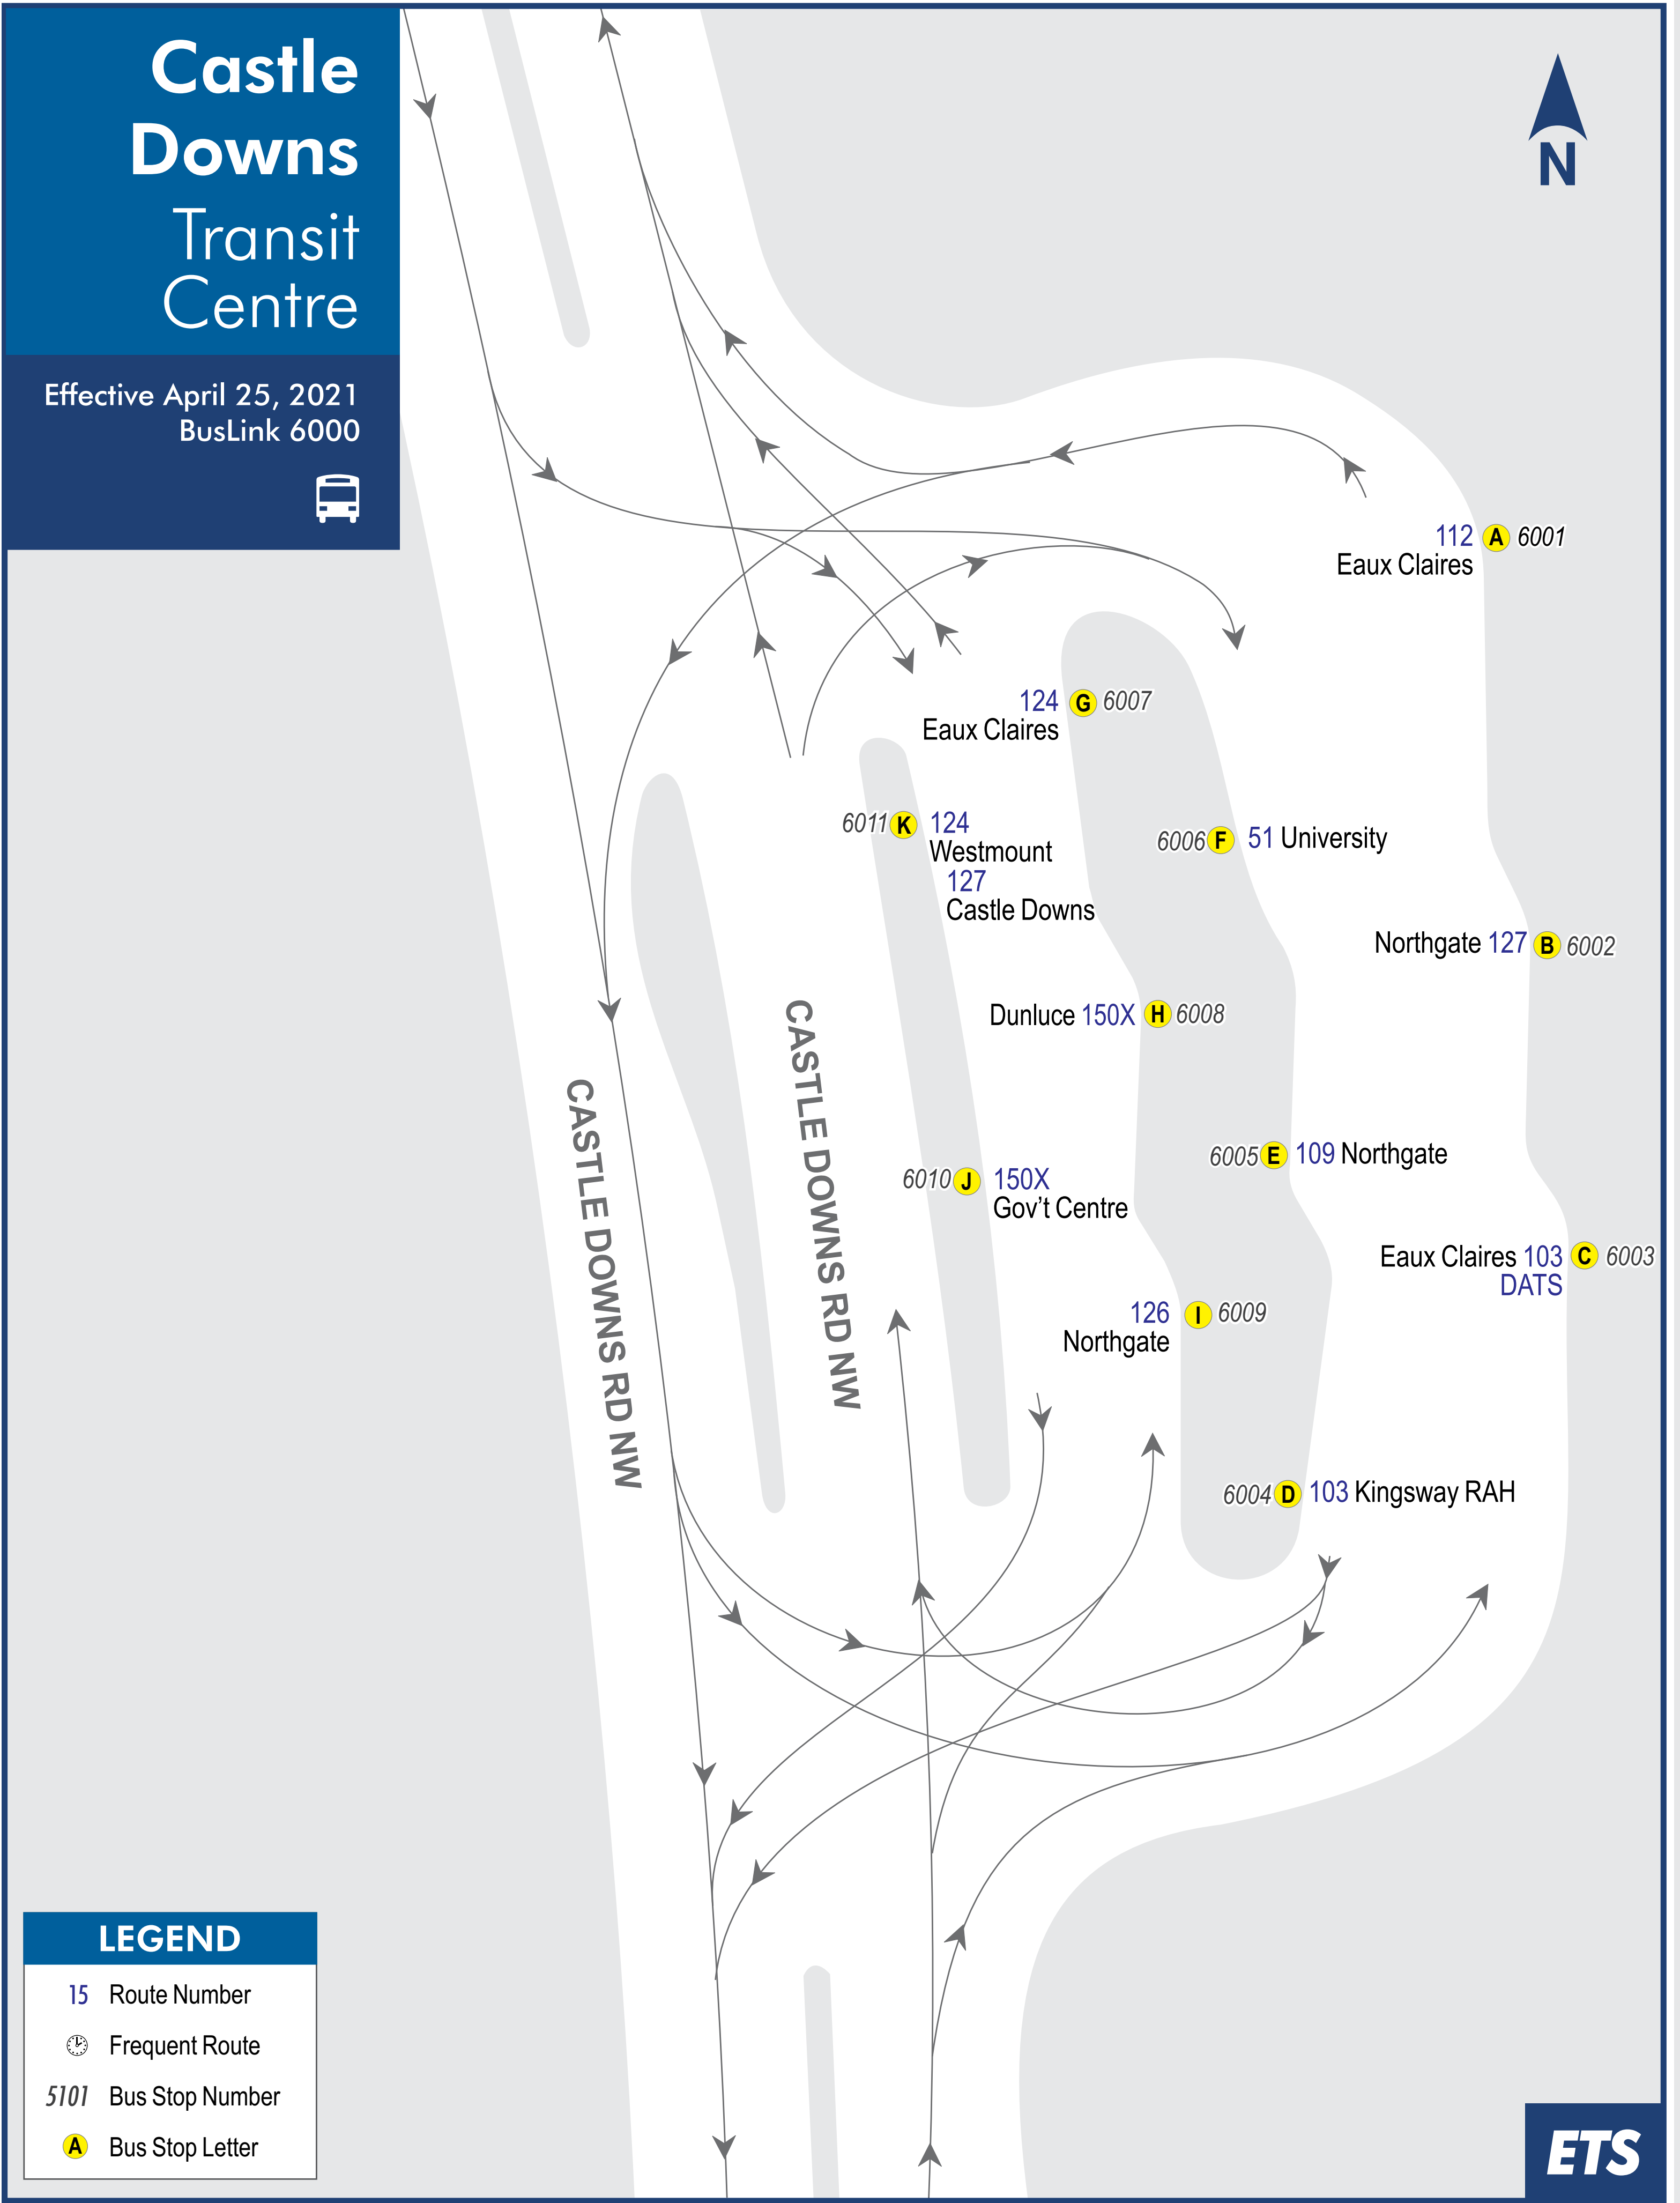 Castle
Downs
Transit
Centre
Effective April 25, 2021
BusLink 6000
N
112 A 6001
Eaux Claires
124 G 6007
Eaux Claires
6011 K 124
Westmount
127
Castle Downs
6006 F 51 University
Northgate 127 B 6002
Dunluce 150X H 6008
6005 E 109 Northgate
6010 J 150X
Gov't Centre
Eaux Claires 103 C 6003
DATS
126 I 6009
Northgate
6004 D 103 Kingsway RAH
CASTLE DOWNS RD NW
CASTLE DOWNS RD NW
LEGEND
15 Route Number
Frequent Route
5101 Bus Stop Number
A Bus Stop Letter
ETS